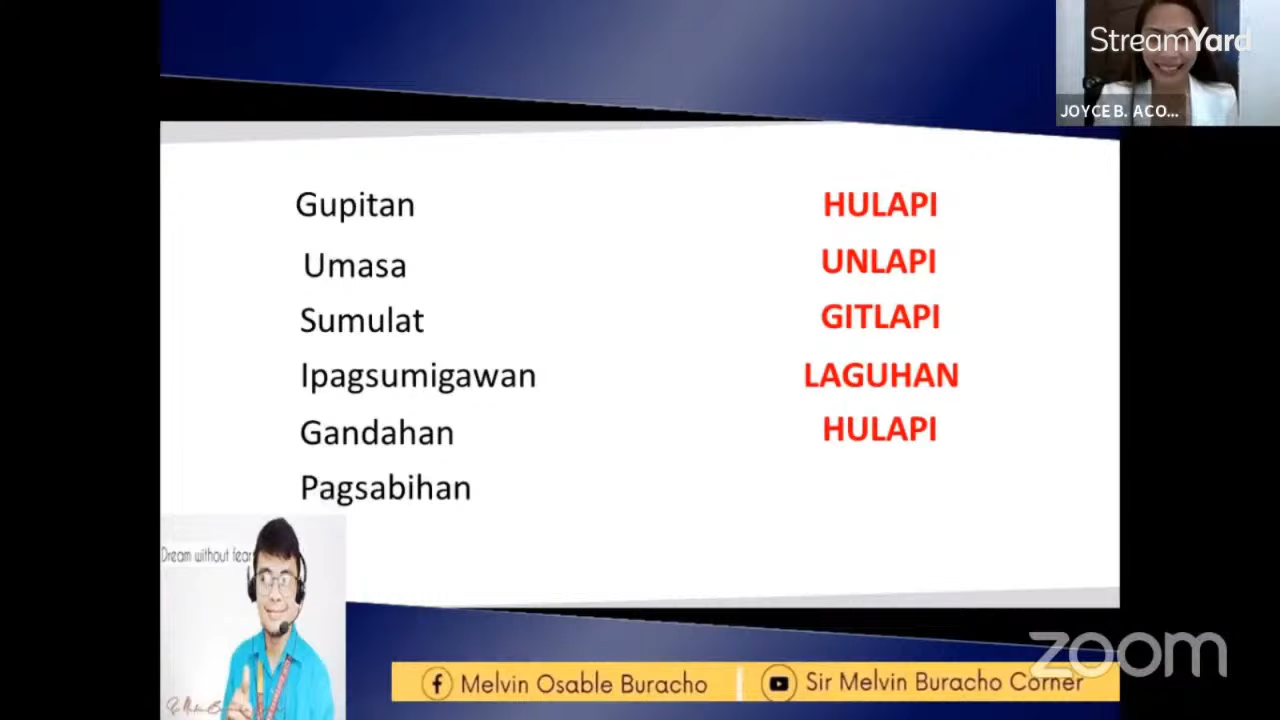 StreamYard
JOYCE B. ACO...
Gupitan HULAPI
Umasa UNLAPI
Sumulat GITLAPI
Ipagsumigawan LAGUHAN
Gandahan HULAPI
Pagsabihan
Dream without fear
zoom
Melvin Osable Buracho
Sir Melvin Buracho Corner